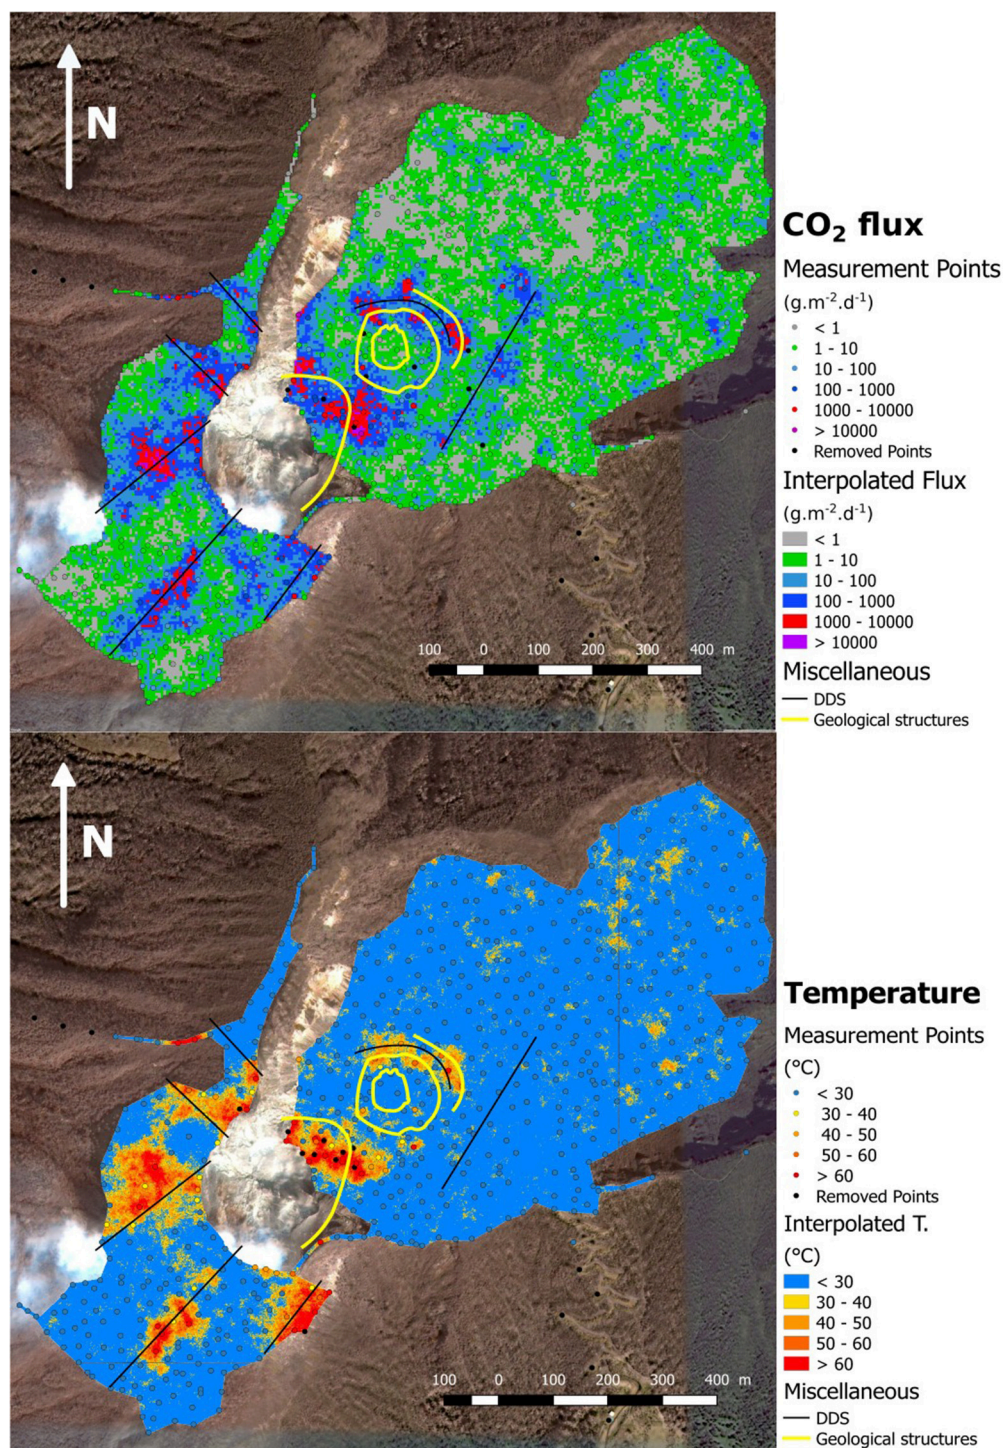 N
CO₂ flux
Measurement Points
(g.m⁻².d⁻¹)
< 1
1 - 10
10 - 100
100 - 1000
1000 - 10000
> 10000
Removed Points
Interpolated Flux
(g.m⁻².d⁻¹)
< 1
1 - 10
10 - 100
100 - 1000
1000 - 10000
> 10000
Miscellaneous
DDS
Geological structures
100 0 100 200 300 400 m
N
Temperature
Measurement Points
(°C)
< 30
30 - 40
40 - 50
50 - 60
> 60
Removed Points
Interpolated T.
(°C)
< 30
30 - 40
40 - 50
50 - 60
> 60
Miscellaneous
DDS
Geological structures
100 0 100 200 300 400 m